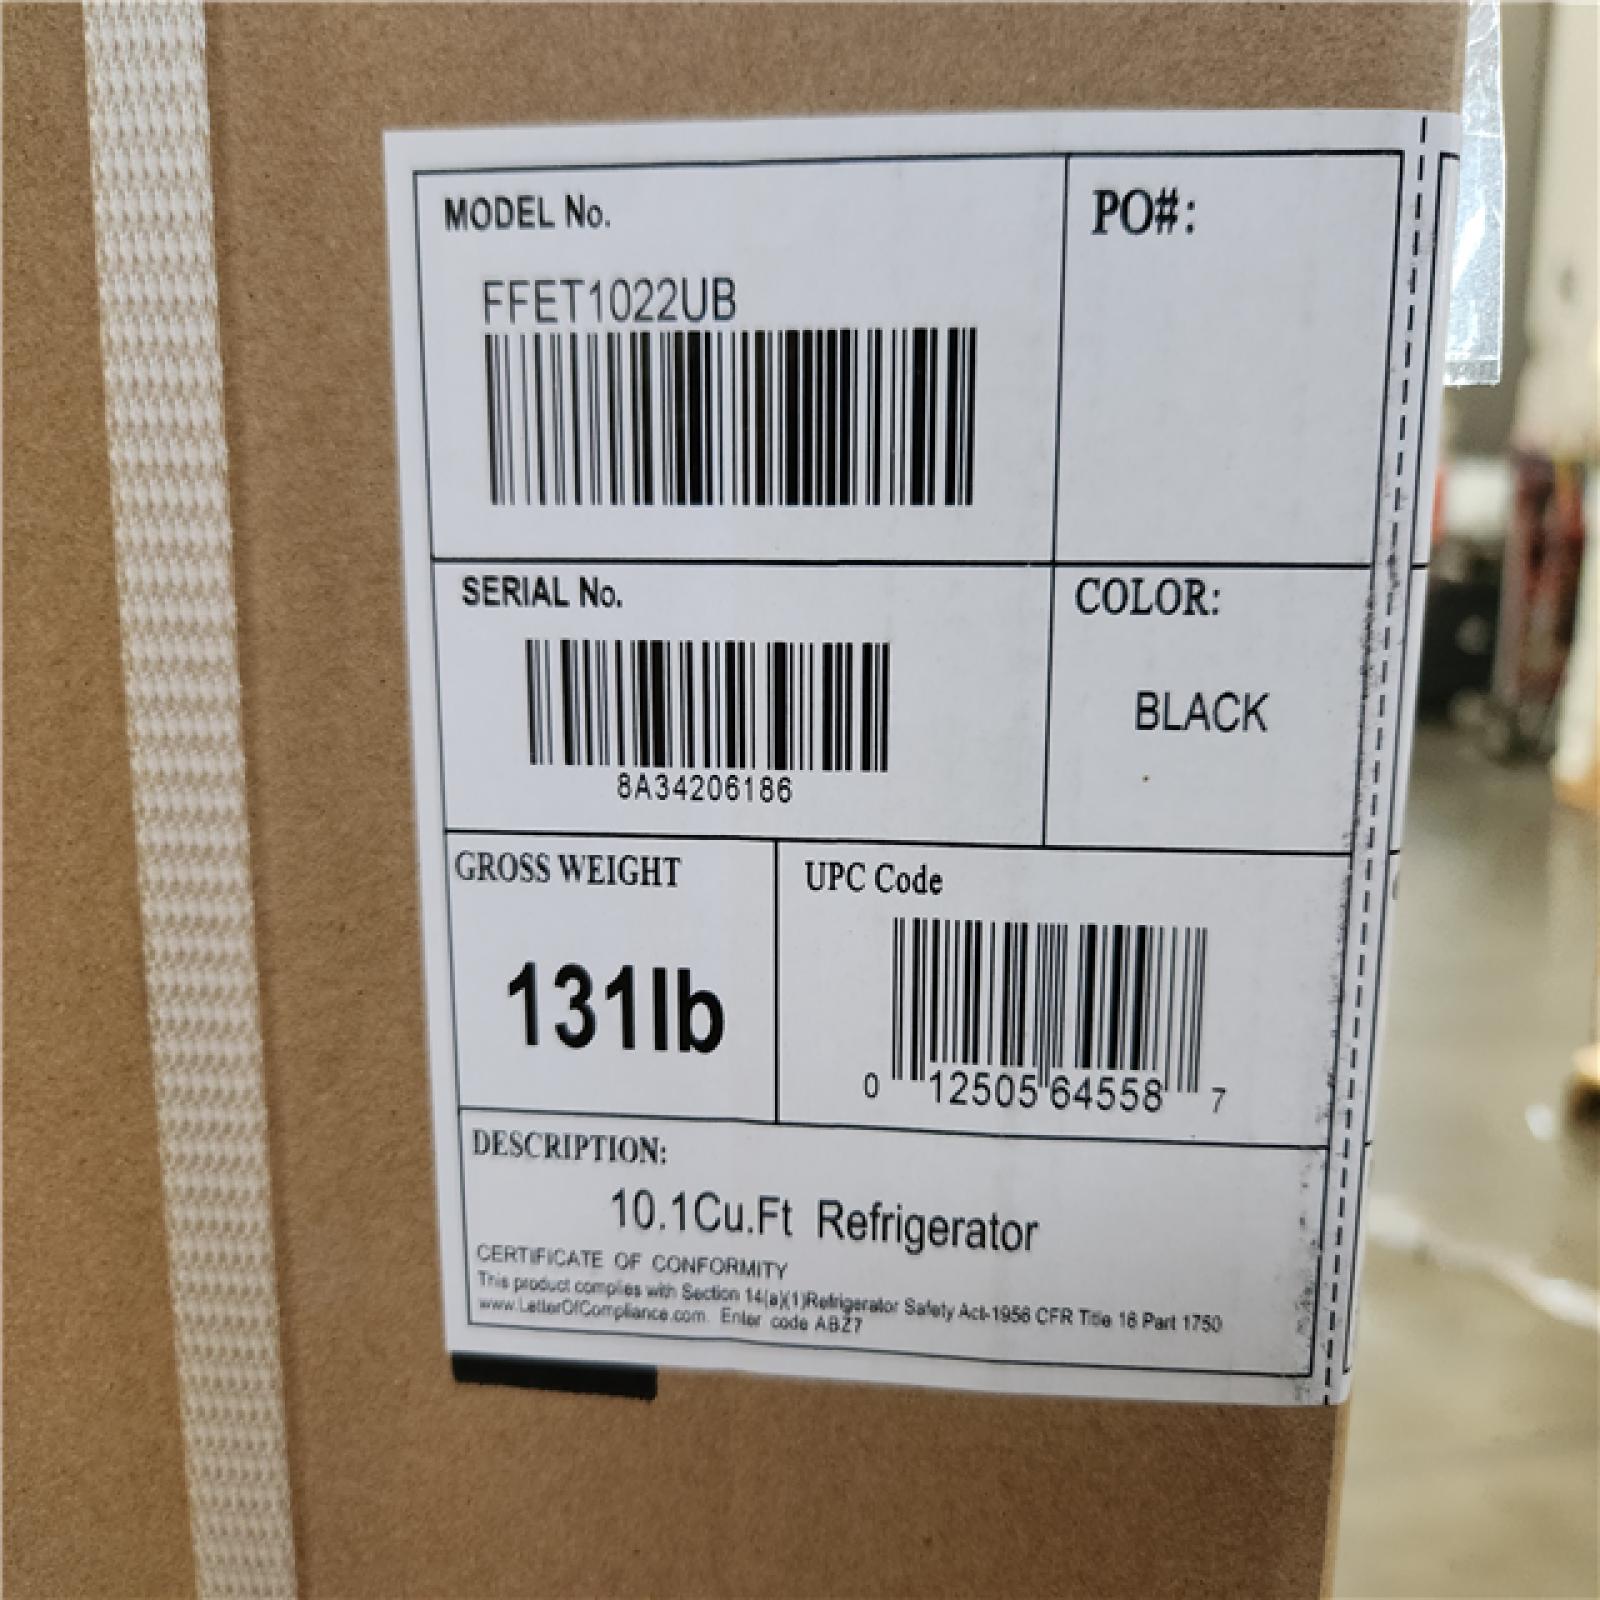 MODEL No.
PO#:
FFET1022UB
SERIAL No.
COLOR:
8A34206186
BLACK
GROSS WEIGHT
UPC Code
131lb
0 12505 64558 7
DESCRIPTION:
10.1Cu.Ft Refrigerator
CERTIFICATE OF CONFORMITY
This product complies with Section 14(a)(1)Refrigerator Safety Act-1956 CFR Title 16 Part 1750
www.LetterOfCompliance.com. Enter code ABZ7